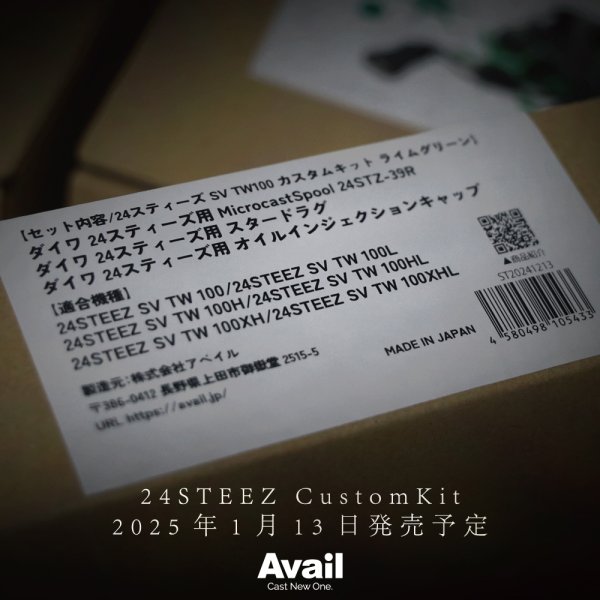 [セット内容/24スティーズ SV TW100 カスタムキット ライムグリーン]
ダイワ 24スティーズ用 MicrocastSpool 24STZ-39R
ダイワ 24スティーズ用 スタードラグ
ダイワ 24スティーズ用 オイルインジェクションキャップ
[適合機種]
24STEEZ SV TW 100/24STEEZ SV TW 100L
24STEEZ SV TW 100H/24STEEZ SV TW 100HL
24STEEZ SV TW 100XH/24STEEZ SV TW 100XHL
製造元:株式会社アベイル
〒386-0412 長野県上田市御嶽堂 2515-5
URL https://avail.jp/
MADE IN JAPAN
▲商品紹介
ST20241213
4 580498 105433
24STEEZ CustomKit
2025年1月13日発売予定
Avail
Cast New One.